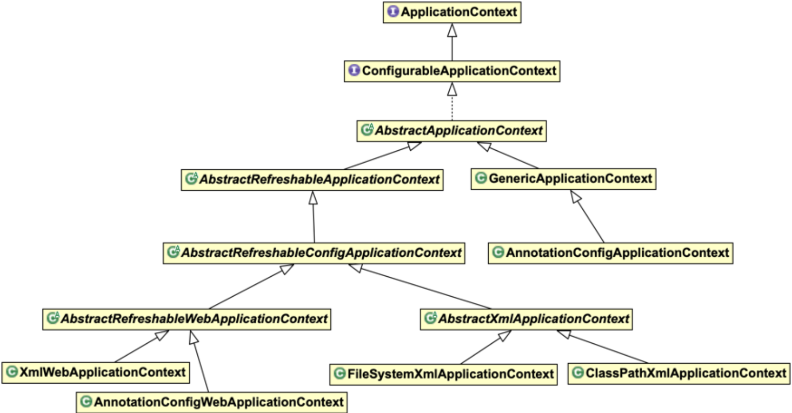 ApplicationContext
ConfigurableApplicationContext
AbstractApplicationContext
AbstractRefreshableApplicationContext
GenericApplicationContext
AbstractRefreshableConfigApplicationContext
AnnotationConfigApplicationContext
AbstractRefreshableWebApplicationContext
AbstractXmlApplicationContext
XmlWebApplicationContext
FileSystemXmlApplicationContext
ClassPathXmlApplicationContext
AnnotationConfigWebApplicationContext